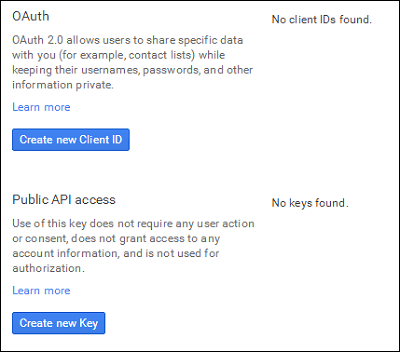 OAuth
No client IDs found.
OAuth 2.0 allows users to share specific data
with you (for example, contact lists) while
keeping their usernames, passwords, and other
information private.
Learn more
Create new Client ID
Public API access
No keys found.
Use of this key does not require any user action
or consent, does not grant access to any
account information, and is not used for
authorization.
Learn more
Create new Key